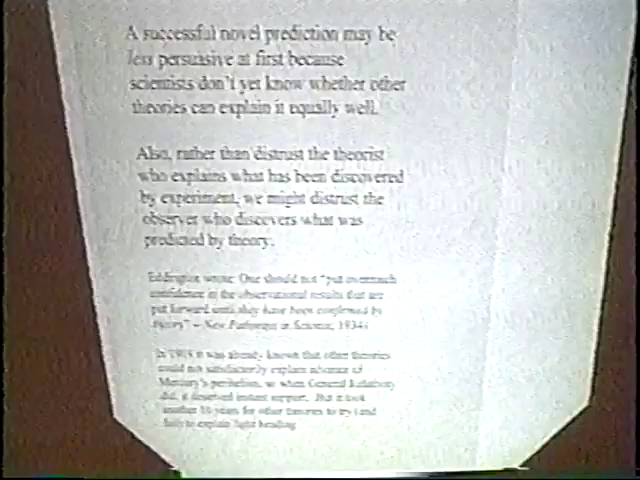 A successful novel prediction may be
less persuasive at first because
scientists don't yet know whether other
theories can explain it equally well.
Also, rather than distrust the theorist
who explains what has been discovered
by experiment, we might distrust the
observer who discovers what was
predicted by theory.
Eddington wrote: One should not "put overmuch
confidence in the observational results that are
put forward until they have been confirmed by
theory" – New Pathways in Science, 1934)
In 1919 it was already known that other theories
could not satisfactorily explain advance of
Mercury's perihelion, so when General Relativity
did, it deserved instant support. But it took
another 10 years for other theories to try (and
fail) to explain light bending